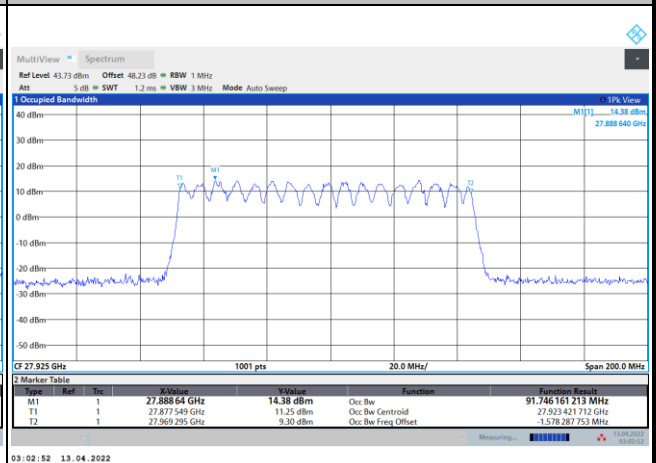 MultiView Spectrum
Ref Level 43.73 dBm Offset 48.23 dB RBW 1 MHz
Att 5 dB SWT 1.2 ms VBW 3 MHz Mode Auto Sweep
1 Occupied Bandwidth 1Pk View
M1[1] 14.38 dBm
27.888 640 GHz
40 dBm
30 dBm
20 dBm
10 dBm
0 dBm
-10 dBm
-20 dBm
-30 dBm
-40 dBm
-50 dBm
T1
M1
T2
CF 27.925 GHz 1001 pts 20.0 MHz/ Span 200.0 MHz
2 Marker Table
Type Ref Trc X-Value Y-Value Function Function Result
M1 1 27.888 64 GHz 14.38 dBm Occ Bw 91.746 161 213 MHz
T1 1 27.877 549 GHz 11.25 dBm Occ Bw Centroid 27.923 421 712 GHz
T2 1 27.969 295 GHz 9.30 dBm Occ Bw Freq Offset -1.578 287 753 MHz
Measuring... 13.04.2022
03:02:52
03:02:52 13.04.2022